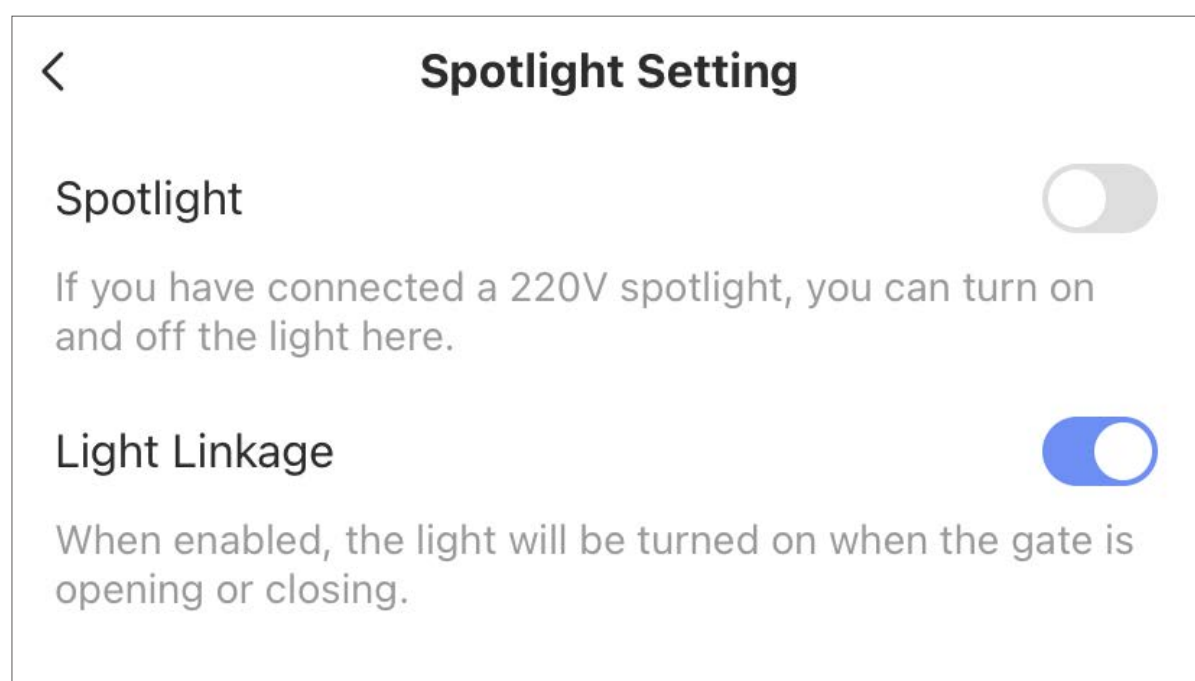 Spotlight Setting
Spotlight
If you have connected a 220V spotlight, you can turn on
and off the light here.
Light Linkage
When enabled, the light will be turned on when the gate is
opening or closing.